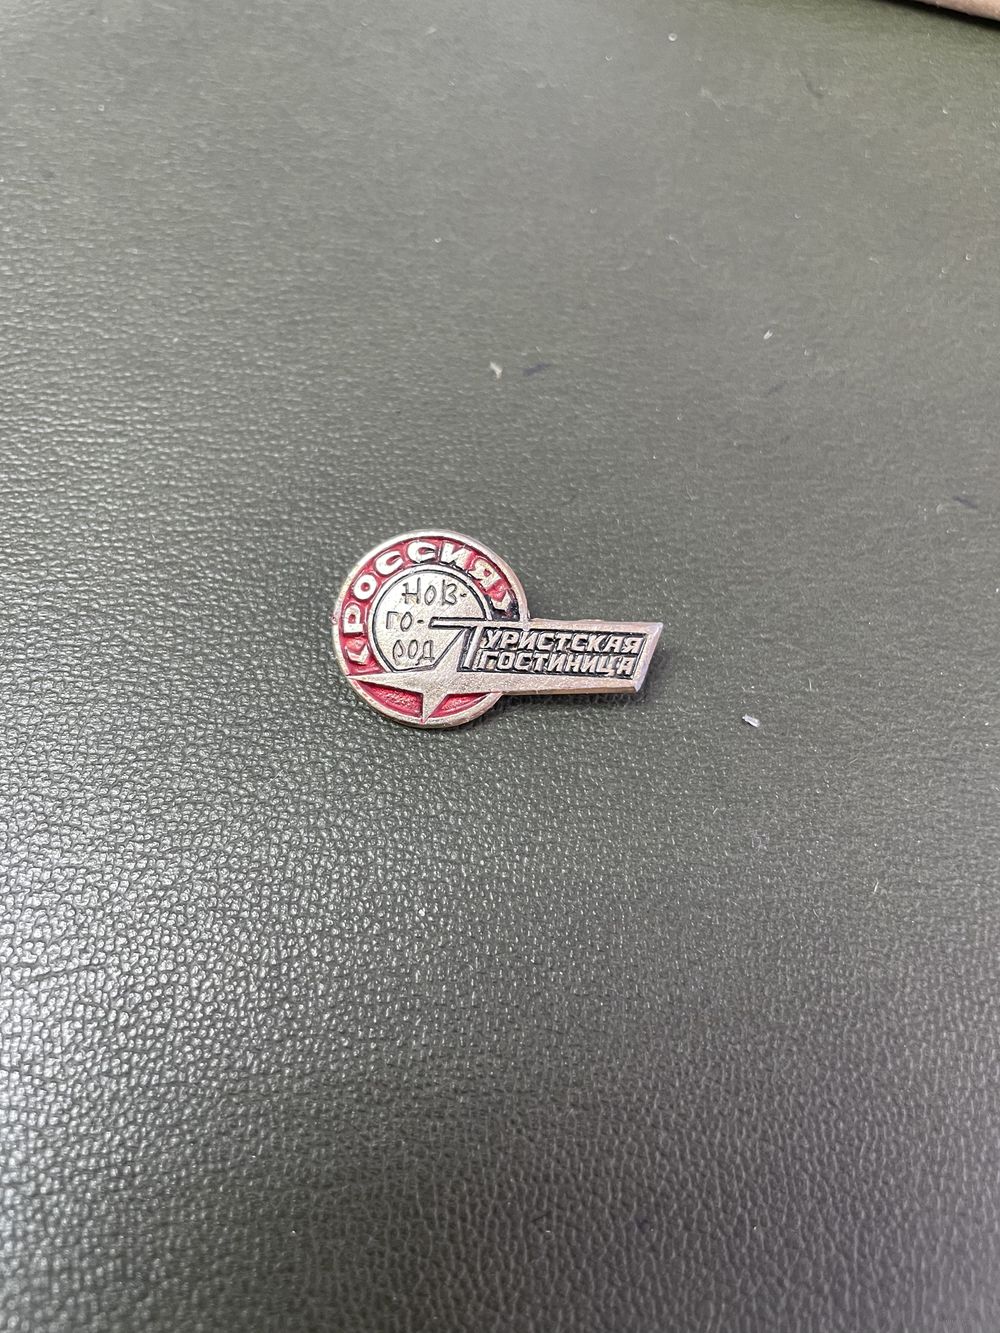 «РОССИЯ»
НОВ-
ГО-
РОД
ТУРИСТСКАЯ
ГОСТИНИЦА